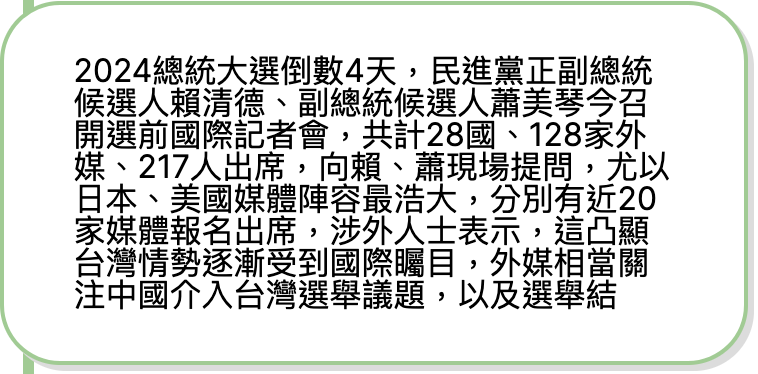 2024總統大選倒數4天，民進黨正副總統
候選人賴清德、副總統候選人蕭美琴今召
開選前國際記者會，共計28國、128家外
媒、217人出席，向賴、蕭現場提問，尤以
日本、美國媒體陣容最浩大，分別有近20
家媒體報名出席，涉外人士表示，這凸顯
台灣情勢逐漸受到國際矚目，外媒相當關
注中國介入台灣選舉議題，以及選舉結